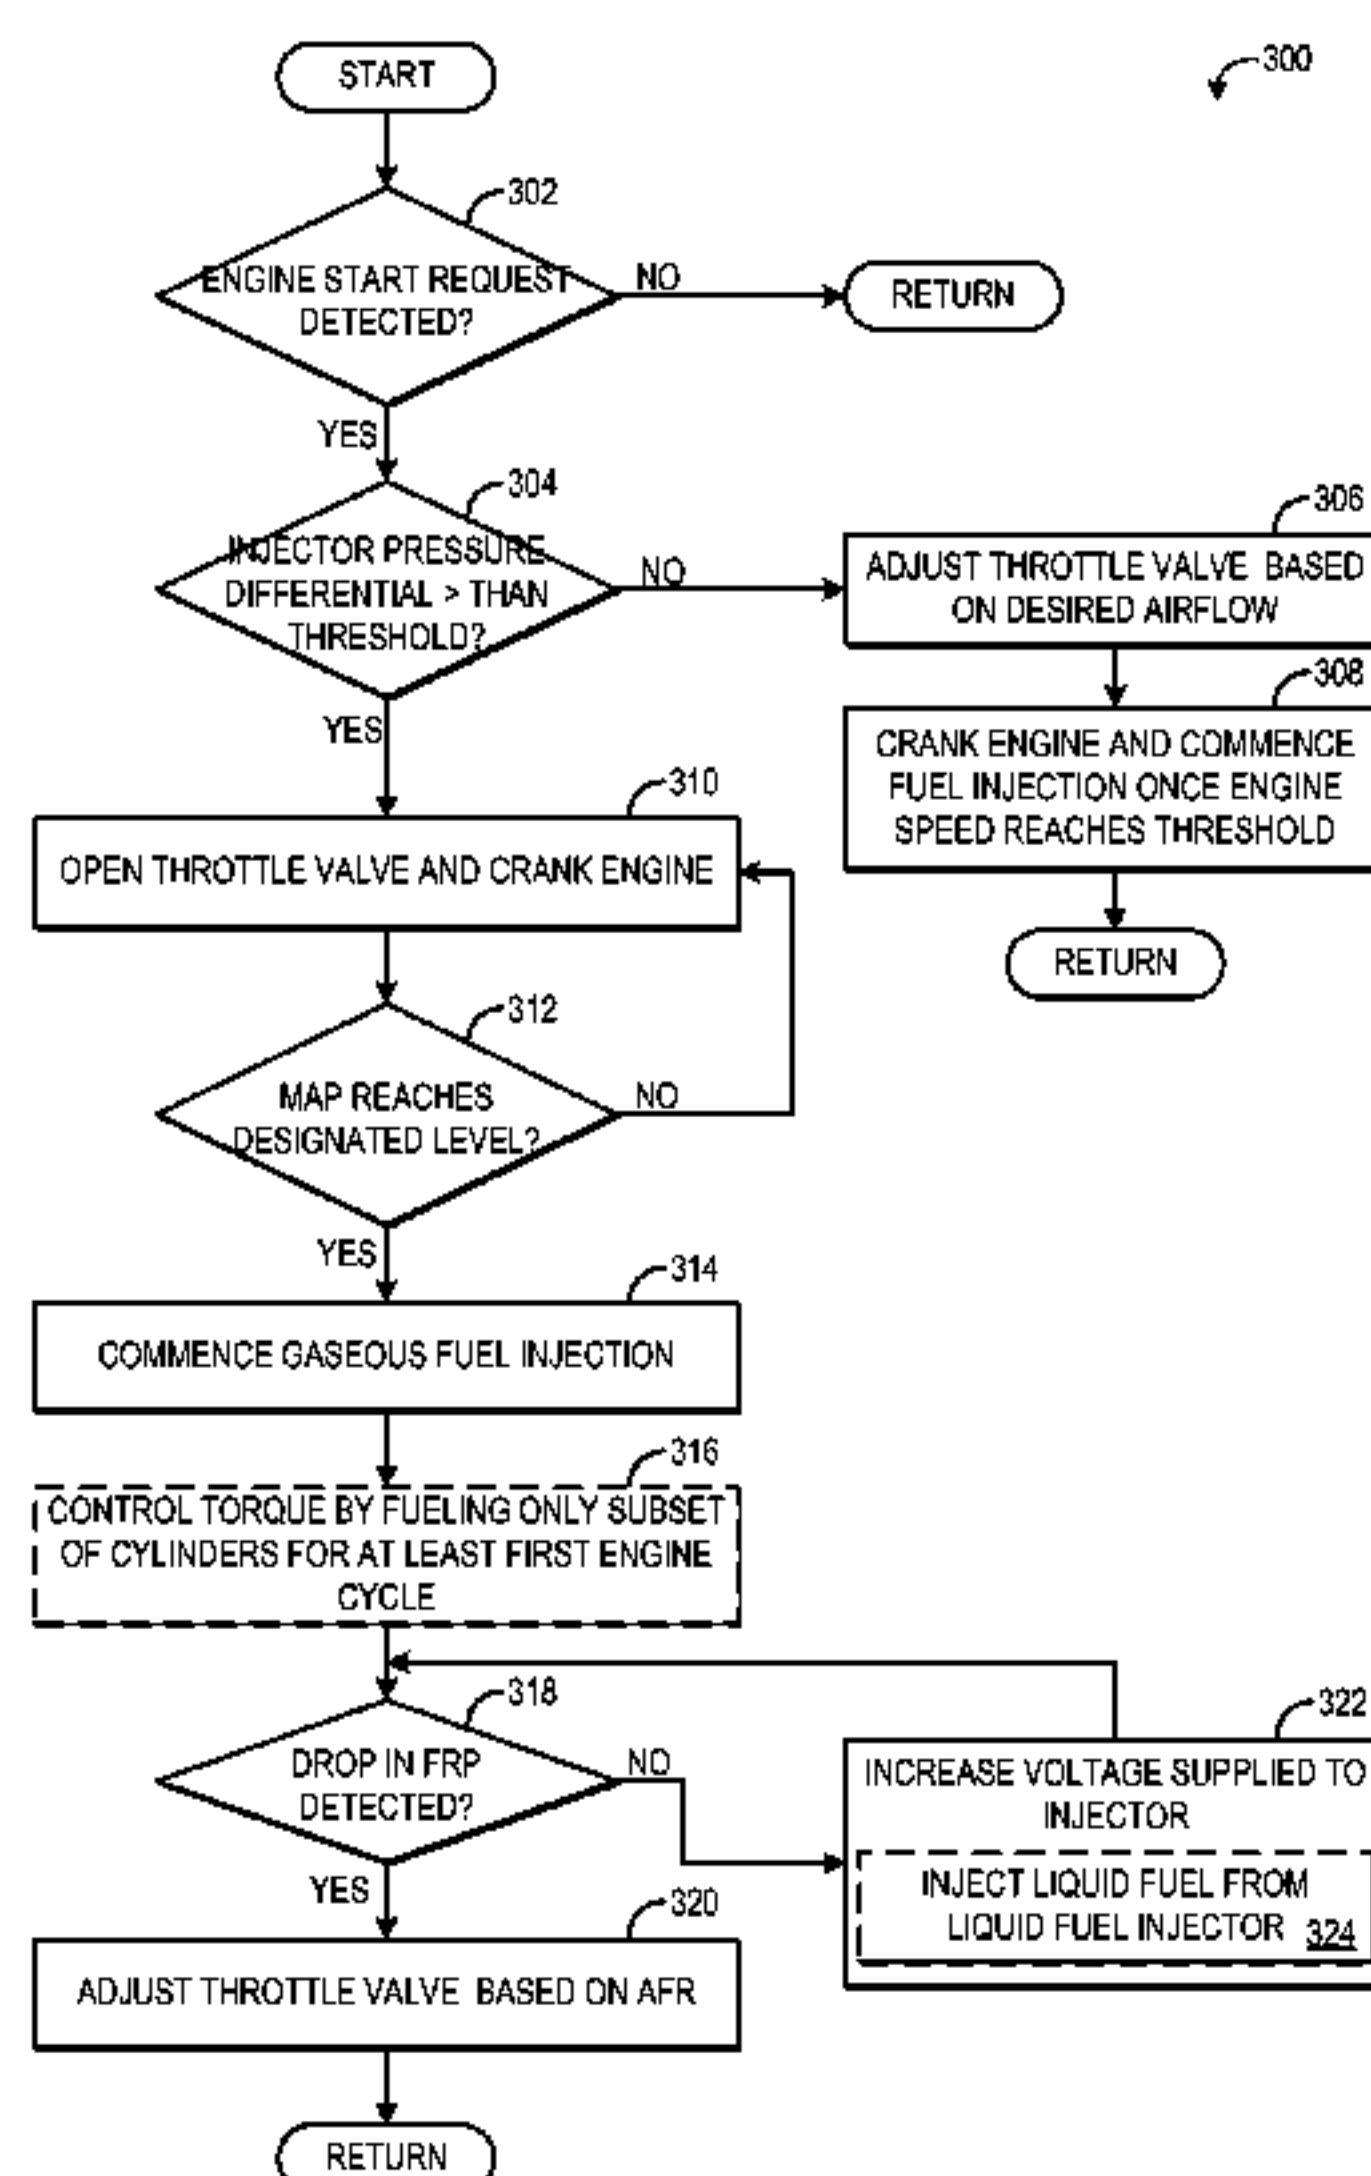 START
300
302
ENGINE START REQUEST
DETECTED?
NO
RETURN
YES
304
INJECTOR PRESSURE
DIFFERENTIAL > THAN
THRESHOLD?
NO
306
ADJUST THROTTLE VALVE BASED
ON DESIRED AIRFLOW
308
CRANK ENGINE AND COMMENCE
FUEL INJECTION ONCE ENGINE
SPEED REACHES THRESHOLD
RETURN
YES
310
OPEN THROTTLE VALVE AND CRANK ENGINE
312
MAP REACHES
DESIGNATED LEVEL?
NO
YES
314
COMMENCE GASEOUS FUEL INJECTION
316
CONTROL TORQUE BY FUELING ONLY SUBSET
OF CYLINDERS FOR AT LEAST FIRST ENGINE
CYCLE
318
DROP IN FRP
DETECTED?
NO
322
INCREASE VOLTAGE SUPPLIED TO
INJECTOR
INJECT LIQUID FUEL FROM
LIQUID FUEL INJECTOR 324
YES
320
ADJUST THROTTLE VALVE BASED ON AFR
RETURN